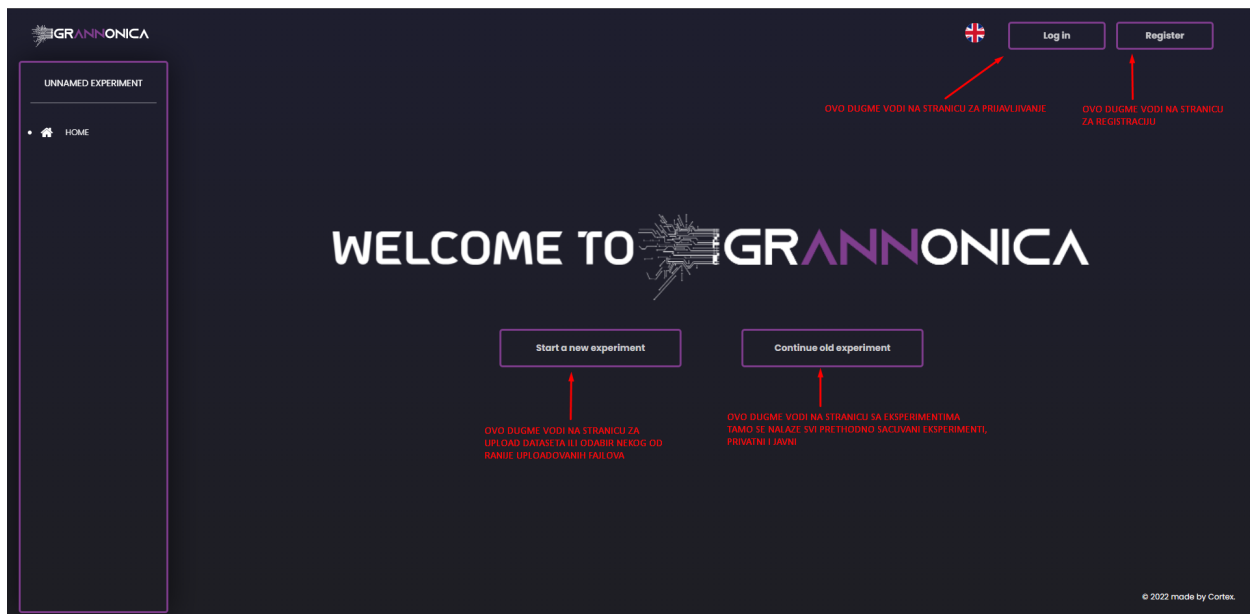 GRANNONICA
Log in
Register
UNNAMED EXPERIMENT
HOME
OVO DUGME VODI NA STRANICU ZA PRIJAVLJIVANJE
OVO DUGME VODI NA STRANICU
ZA REGISTRACIJU
WELCOME TO GRANNONICA
Start a new experiment
Continue old experiment
OVO DUGME VODI NA STRANICU ZA
UPLOAD DATASETA ILI ODABIR NEKOG OD
RANIJE UPLOADOVANIH FAJLOVA
OVO DUGME VODI NA STRANICU SA EKSPERIMENTIMA
TAMO SE NALAZE SVI PRETHODNO SACUVANI EKSPERIMENTI,
PRIVATNI I JAVNI
© 2022 made by Cortex.